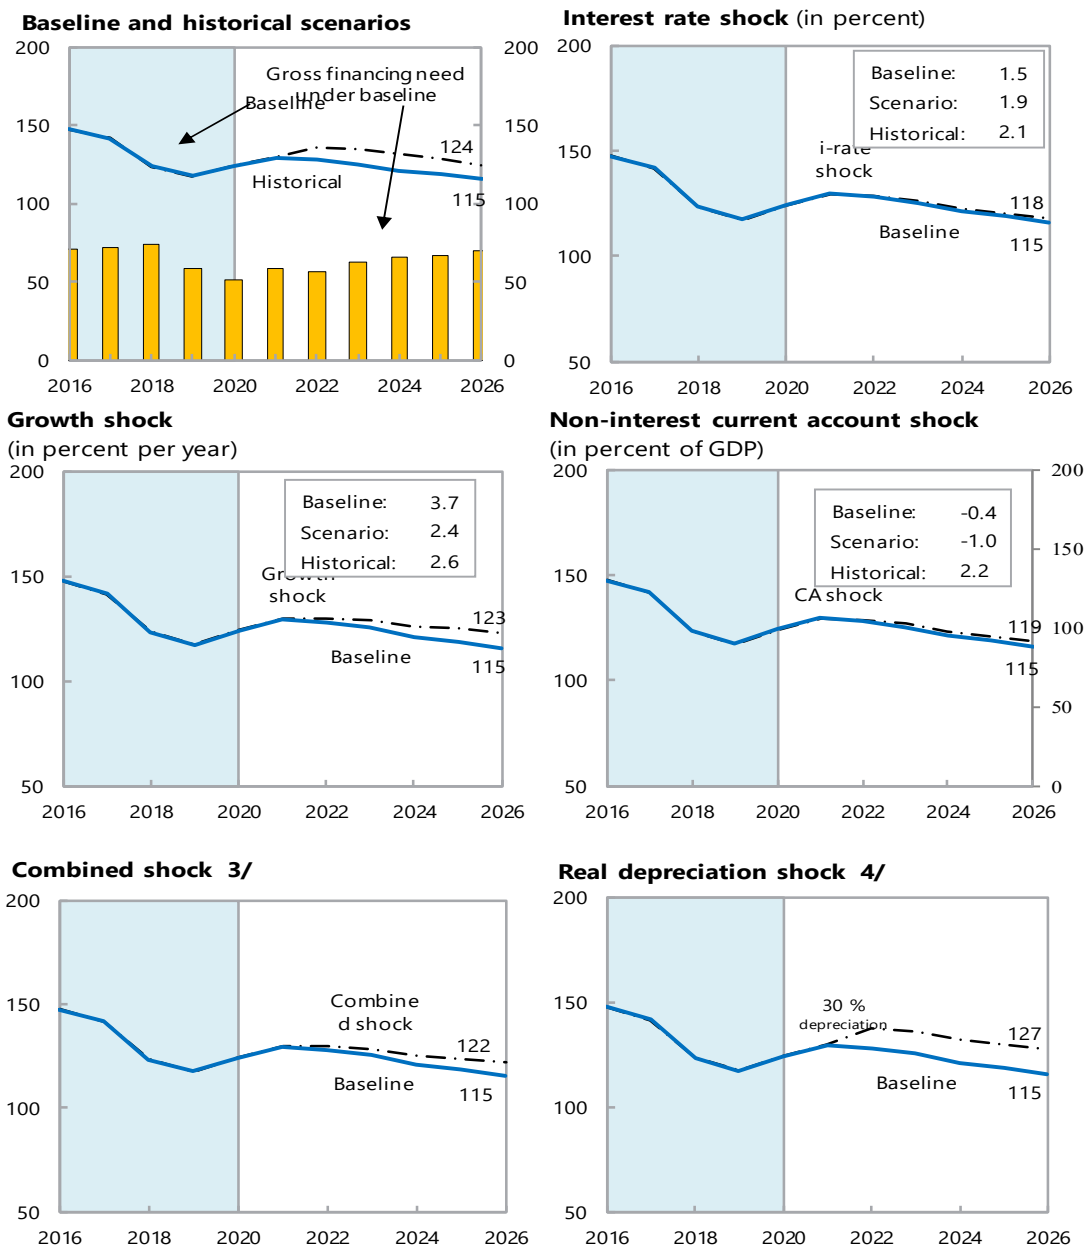 Baseline and historical scenarios
200
150
100
50
0
200
150
100
50
0
Gross financing need
under baseline
Baseline
124
Historical
115
2016 2018 2020 2022 2024 2026
Interest rate shock (in percent)
200
150
100
50
Baseline: 1.5
Scenario: 1.9
Historical: 2.1
i-rate
shock
118
Baseline
115
2016 2018 2020 2022 2024 2026
Growth shock
(in percent per year)
200
150
100
50
Baseline: 3.7
Scenario: 2.4
Historical: 2.6
Growth
shock
123
Baseline
115
2016 2018 2020 2022 2024 2026
Non-interest current account shock
(in percent of GDP)
200
150
100
50
200
150
100
50
0
Baseline: -0.4
Scenario: -1.0
Historical: 2.2
CA shock
119
115
2016 2018 2020 2022 2024 2026
Combined shock 3/
200
150
100
50
Combine
d shock
122
Baseline
115
2016 2018 2020 2022 2024 2026
Real depreciation shock 4/
200
150
100
50
30 %
depreciation
127
Baseline
115
2016 2018 2020 2022 2024 2026